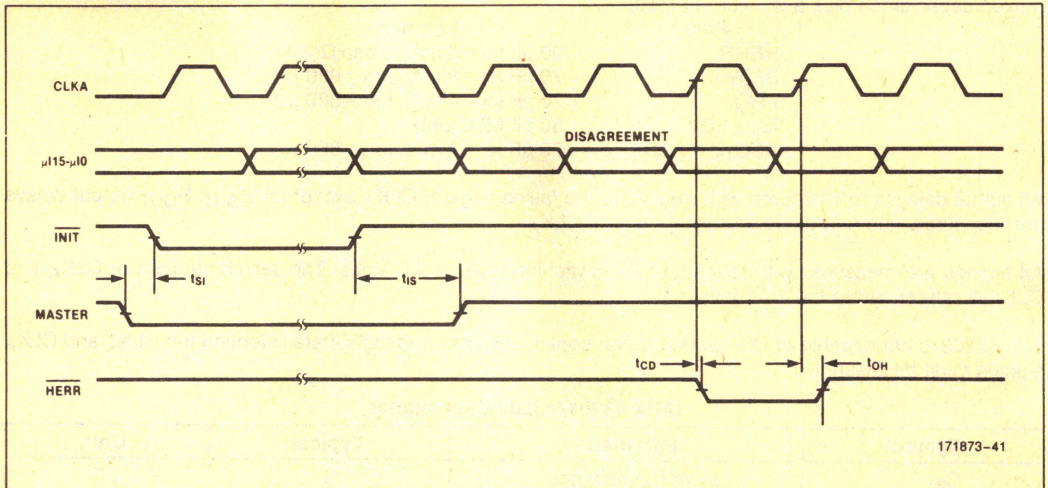 CLKA
DISAGREEMENT
μI15-μI0
INIT
tSI
tIS
MASTER
tCD
tOH
HERR
171873-41